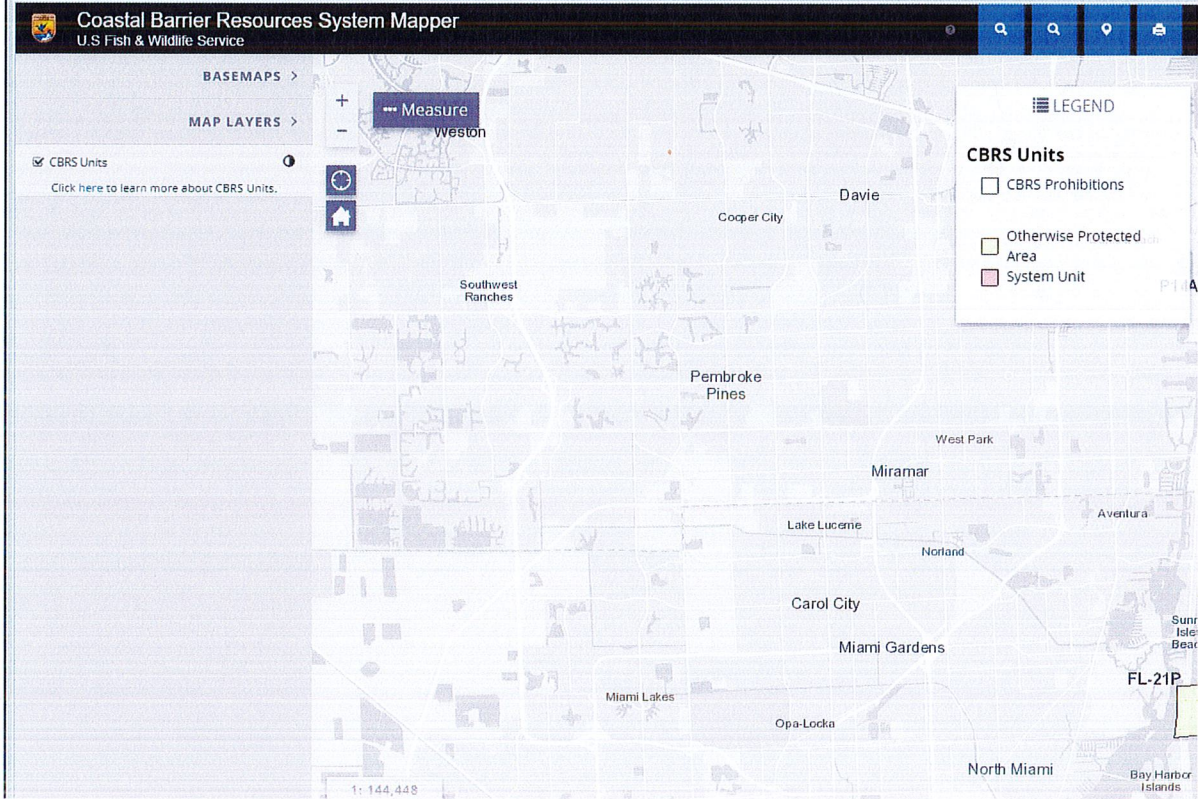 Coastal Barrier Resources System Mapper
U.S Fish & Wildlife Service
BASEMAPS >
MAP LAYERS >
CBRS Units
Click here to learn more about CBRS Units.
+
Measure
−
Weston
LEGEND
CBRS Units
CBRS Prohibitions
Otherwise Protected
Area
System Unit
Davie
Cooper City
Southwest
Ranches
Pembroke
Pines
West Park
Miramar
Aventura
Lake Lucerne
Norland
Carol City
Sunn
Isle
Beac
Miami Gardens
FL-21P
Miami Lakes
Opa-Locka
North Miami
Bay Harbor
Islands
1: 144,448